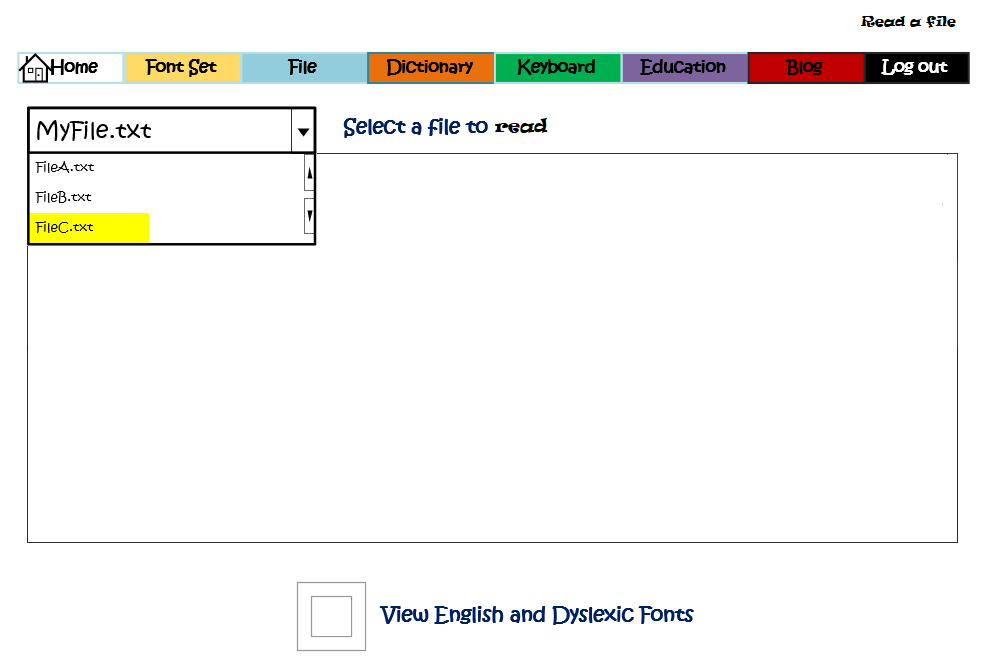 Read a file
Home Font Set File Dictionary Keyboard Education Blog Log out
MyFile.txt
Select a file to read
FileA.txt
FileB.txt
FileC.txt
View English and Dyslexic Fonts